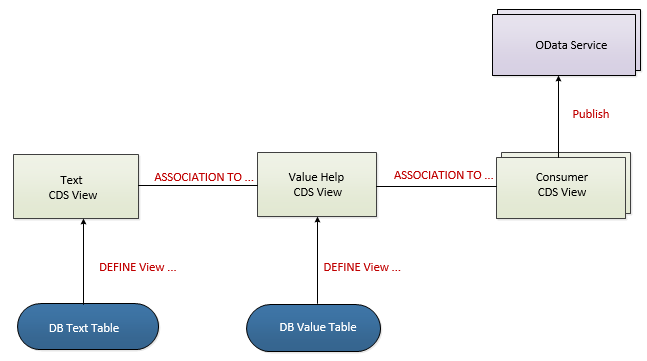 OData Service
Publish
Text
CDS View
ASSOCIATION TO ...
Value Help
CDS View
ASSOCIATION TO ...
Consumer
CDS View
DEFINE View ...
DEFINE View ...
DB Text Table
DB Value Table